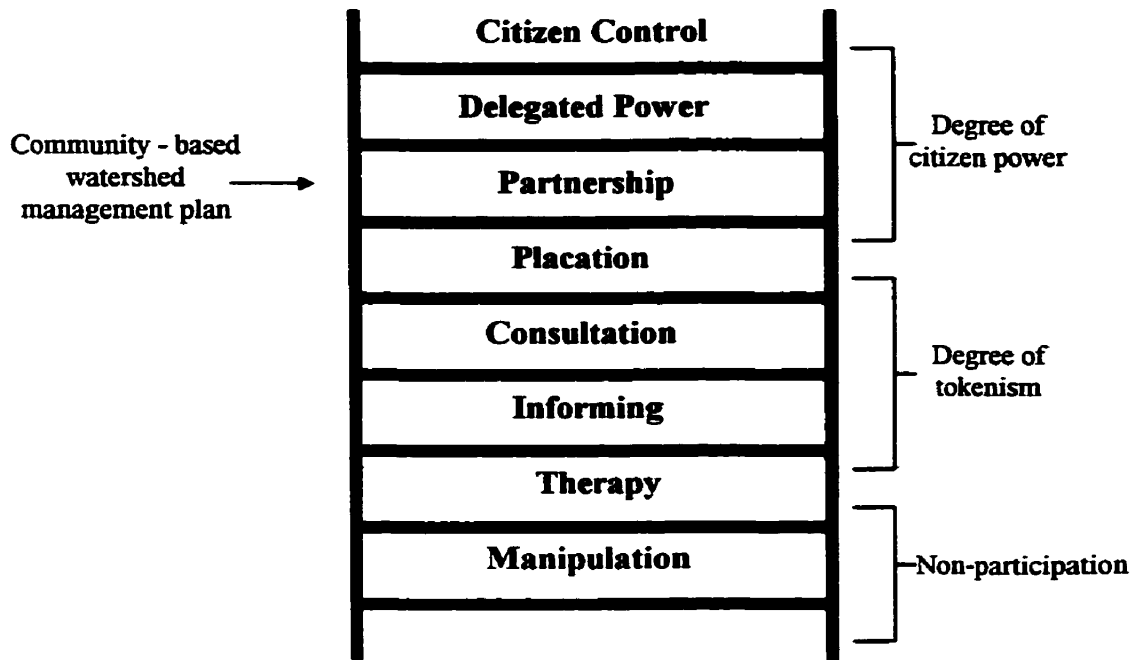 Citizen Control
Delegated Power
Partnership
Placation
Consultation
Informing
Therapy
Manipulation
Community - based
watershed
management plan
Degree of
citizen power
Degree of
tokenism
Non-participation